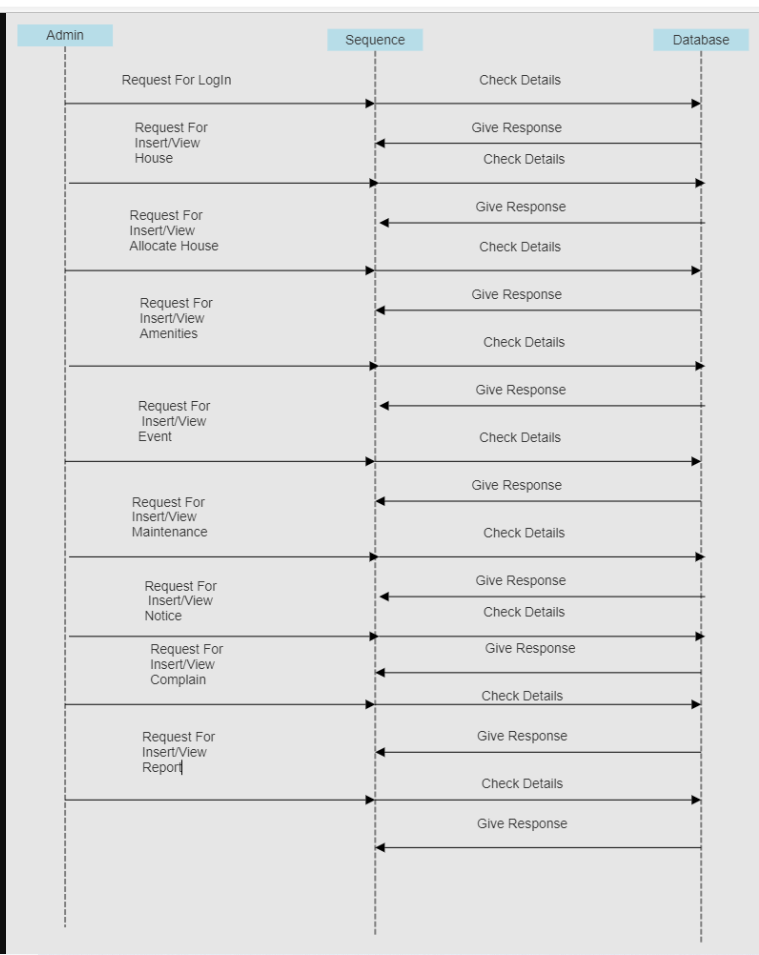 Admin
Sequence
Database
Request For LogIn
Check Details
Request For
Insert/View
House
Give Response
Check Details
Request For
Insert/View
Allocate House
Give Response
Check Details
Request For
Insert/View
Amenities
Give Response
Check Details
Request For
Insert/View
Event
Give Response
Check Details
Request For
Insert/View
Maintenance
Give Response
Check Details
Request For
Insert/View
Notice
Give Response
Check Details
Request For
Insert/View
Complain
Give Response
Check Details
Request For
Insert/View
Report
Give Response
Check Details
Give Response